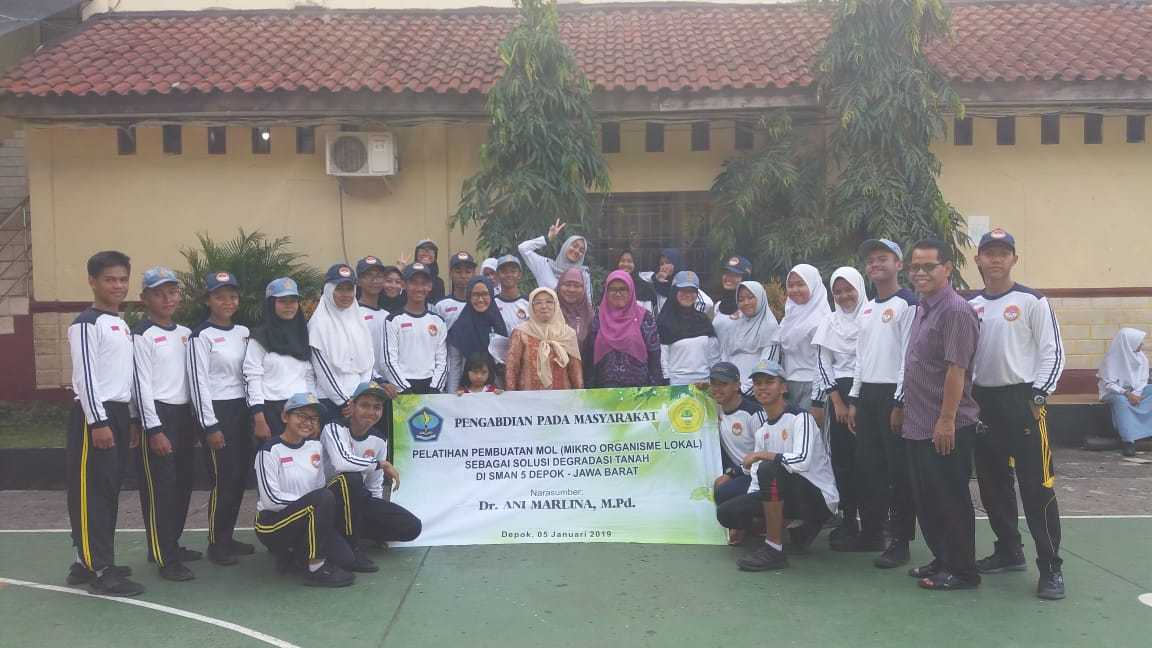 PENGABDIAN PADA MASYARAKAT
PELATIHAN PEMBUATAN MOL (MIKRO ORGANISME LOKAL)
SEBAGAI SOLUSI DEGRADASI TANAH
DI SMAN 5 DEPOK - JAWA BARAT
Narasumber:
Dr. ANI MARLINA, M.Pd.
Depok, 05 Januari 2019